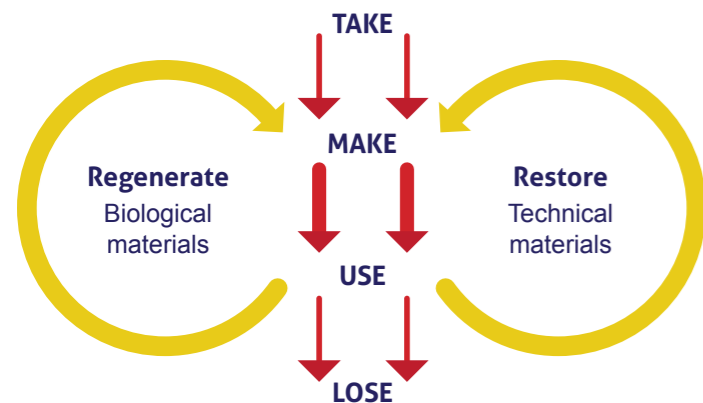 TAKE
MAKE
Regenerate
Biological
materials
Restore
Technical
materials
USE
LOSE